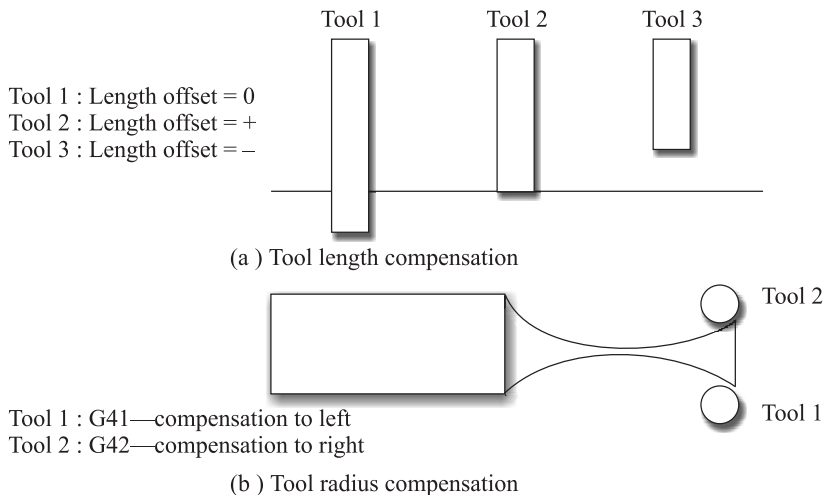 Tool 1 Tool 2 Tool 3
Tool 1 : Length offset = 0
Tool 2 : Length offset = +
Tool 3 : Length offset = –
(a ) Tool length compensation
Tool 2
Tool 1
Tool 1 : G41—compensation to left
Tool 2 : G42—compensation to right
(b ) Tool radius compensation